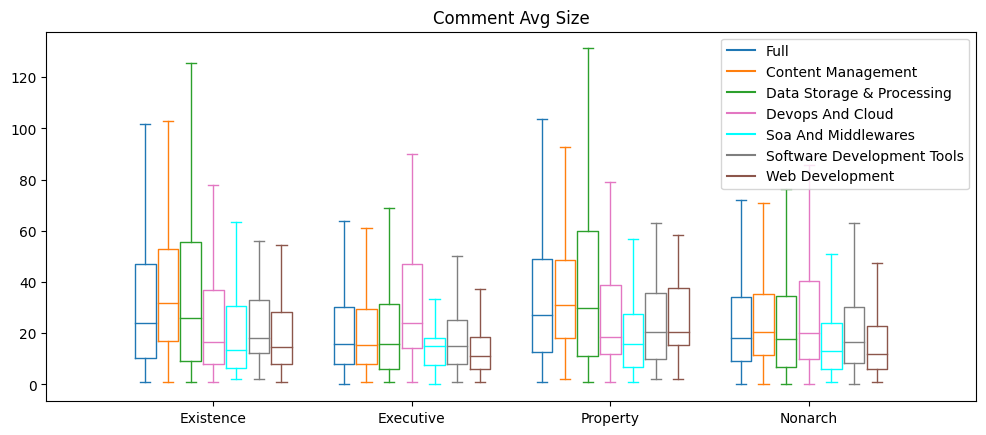 Comment Avg Size
120
100
80
60
40
20
0
Full
Content Management
Data Storage & Processing
Devops And Cloud
Soa And Middlewares
Software Development Tools
Web Development
Existence
Executive
Property
Nonarch